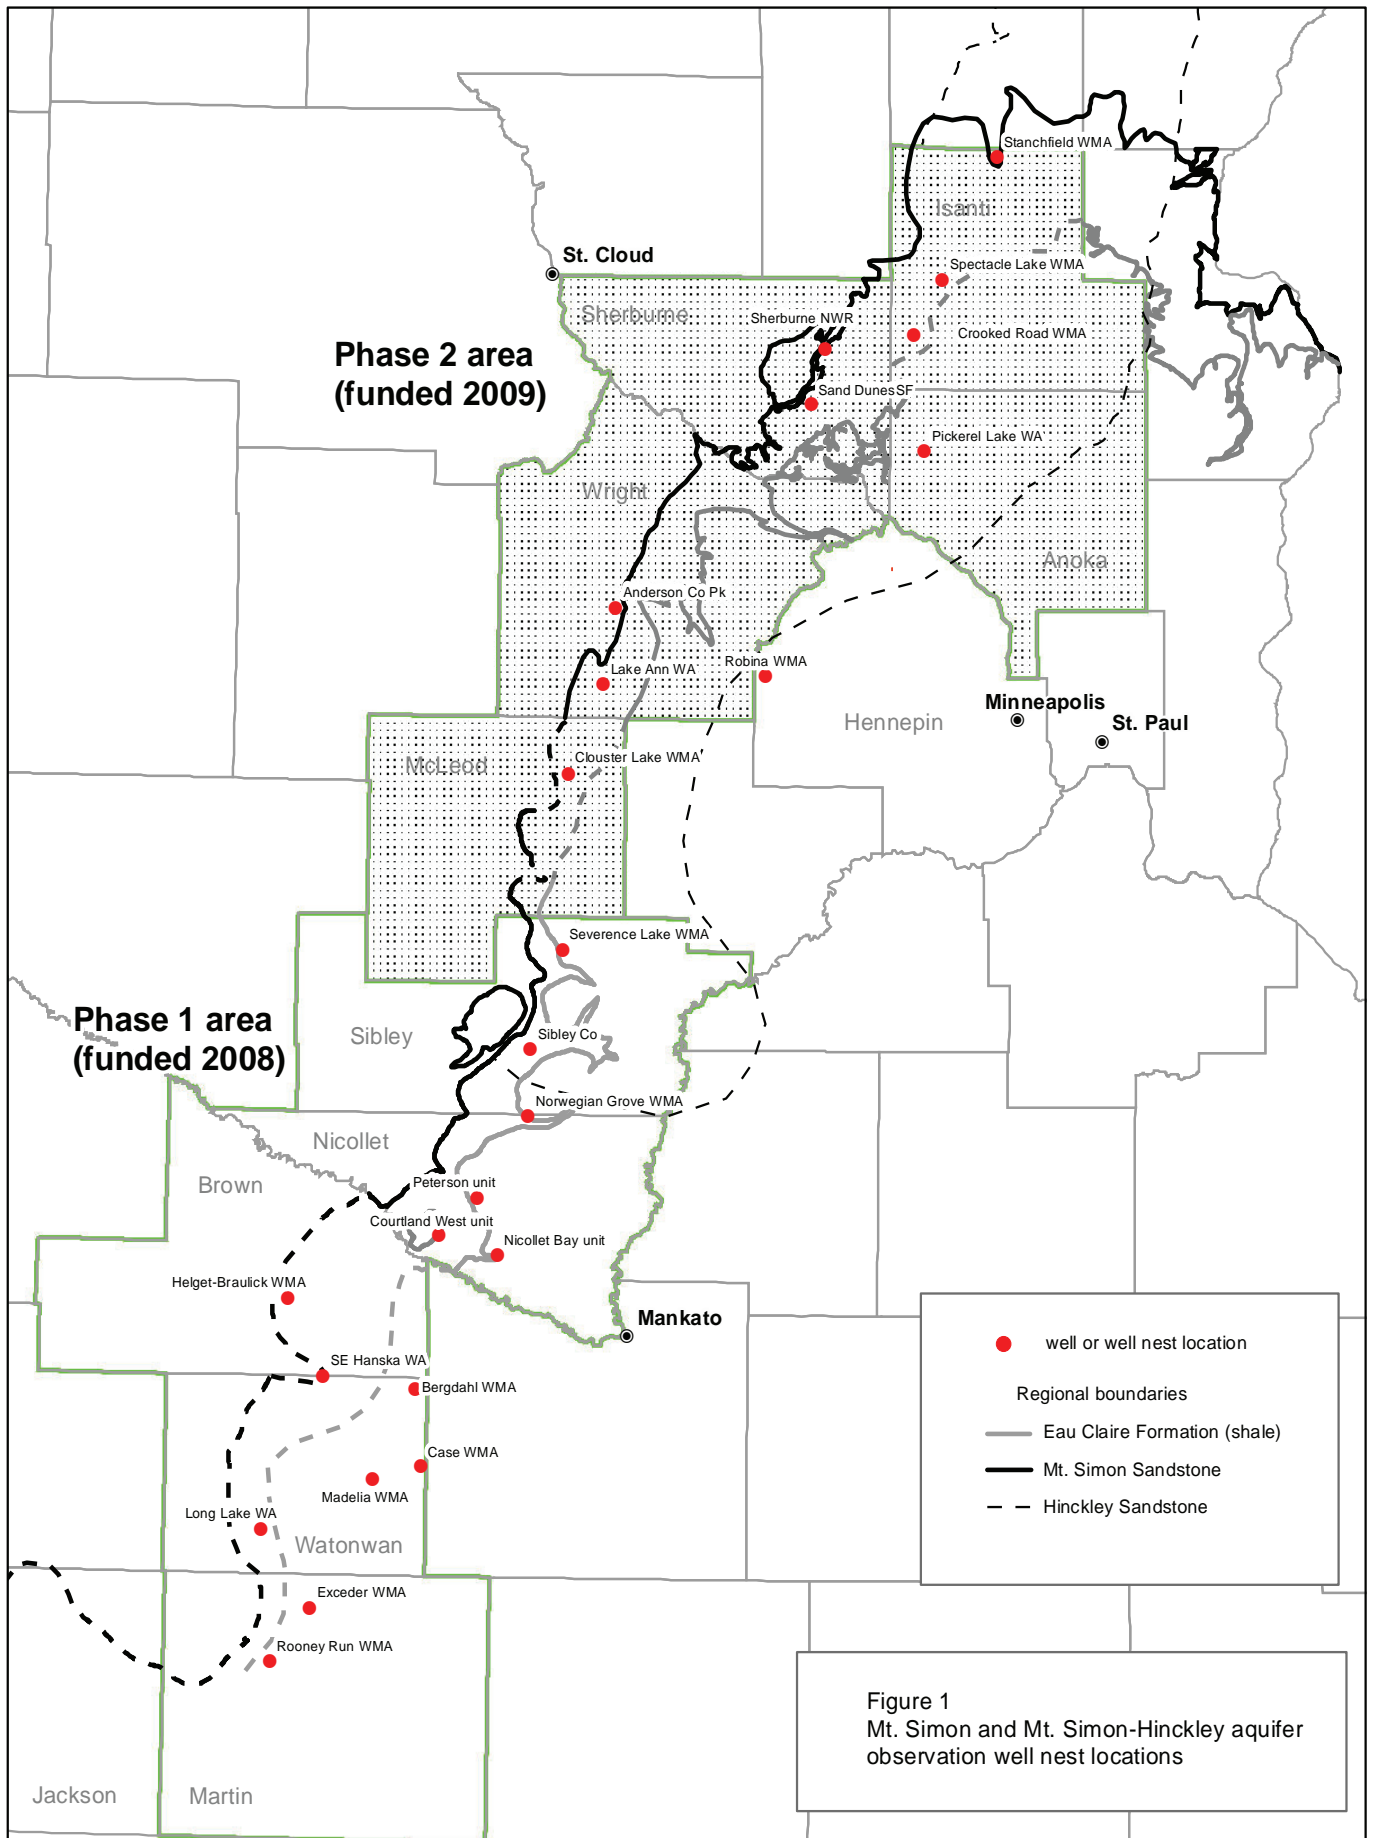 Stanchfield WMA
Isanti
St. Cloud
Spectacle Lake WMA
Sherburne
Sherburne NWR
Crooked Road WMA
Phase 2 area
(funded 2009)
Sand Dunes SF
Pickerel Lake WA
Wright
Anoka
Anderson Co Pk
Robina WMA
Lake Ann WA
Minneapolis
Hennepin
St. Paul
Clouster Lake WMA
McLeod
Severence Lake WMA
Phase 1 area
(funded 2008)
Sibley
Sibley Co
Norwegian Grove WMA
Nicollet
Brown
Peterson unit
Courtland West unit
Nicollet Bay unit
Helget-Braulick WMA
Mankato
SE Hanska WA
Bergdahl WMA
Case WMA
Madelia WMA
Long Lake WA
Watonwan
Exceder WMA
Rooney Run WMA
Jackson
Martin
well or well nest location
Regional boundaries
Eau Claire Formation (shale)
Mt. Simon Sandstone
Hinckley Sandstone
Figure 1
Mt. Simon and Mt. Simon-Hinckley aquifer
observation well nest locations